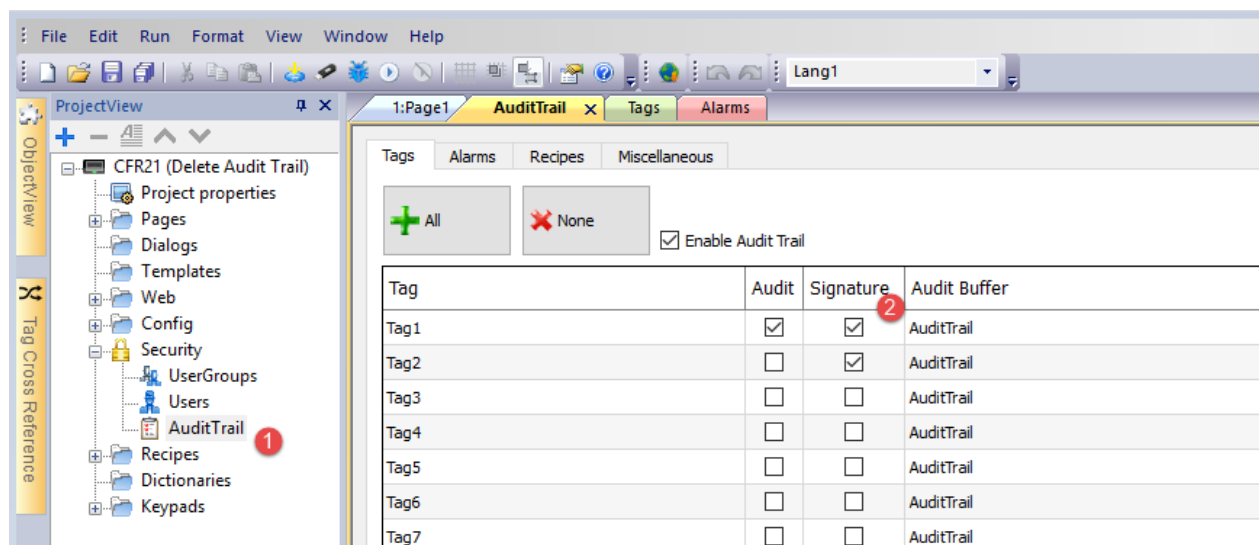 File Edit Run Format View Window Help
Lang1
ProjectView
1:Page1 AuditTrail Tags Alarms
ObjectView
Tag Cross Reference
CFR21 (Delete Audit Trail)
Project properties
Pages
Dialogs
Templates
Web
Config
Security
UserGroups
Users
AuditTrail
1
Recipes
Dictionaries
Keypads
Tags Alarms Recipes Miscellaneous
All None Enable Audit Trail
Tag Audit Signature Audit Buffer
2
Tag1 AuditTrail
Tag2 AuditTrail
Tag3 AuditTrail
Tag4 AuditTrail
Tag5 AuditTrail
Tag6 AuditTrail
Tag7 AuditTrail